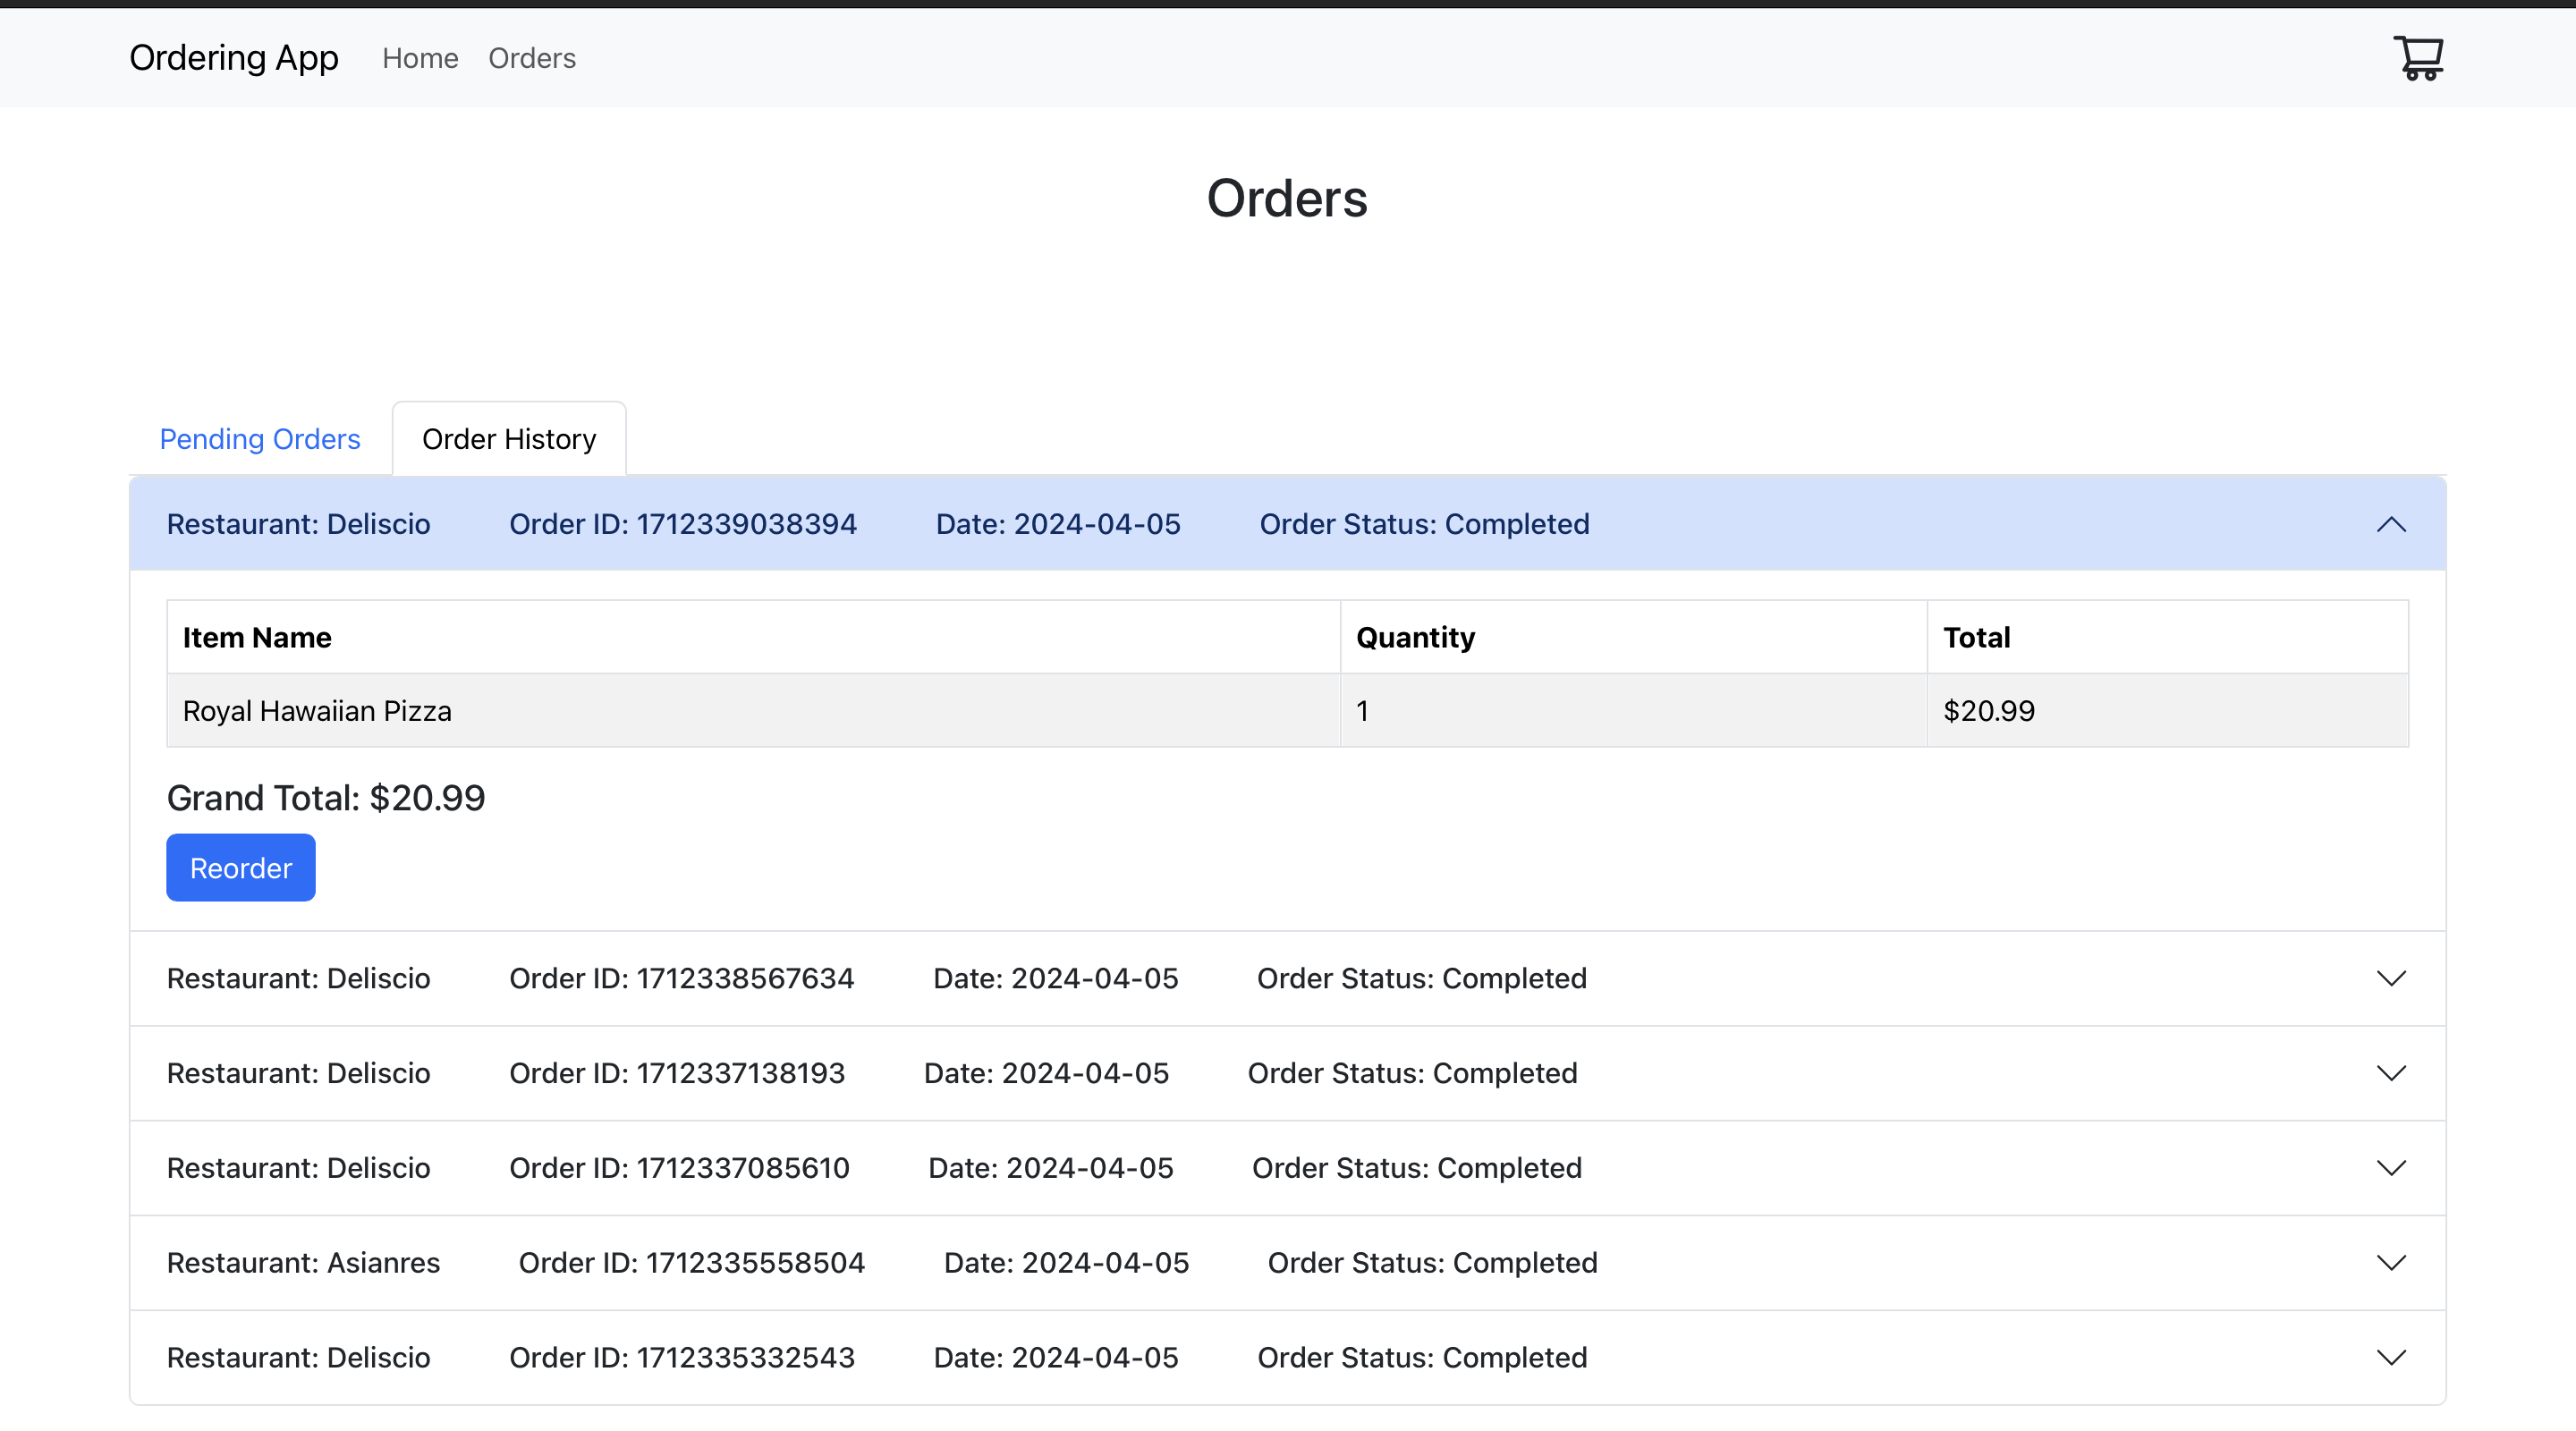 Ordering App Home Orders
Orders
Pending Orders Order History
Restaurant: Deliscio Order ID: 1712339038394 Date: 2024-04-05 Order Status: Completed
Item Name Quantity Total
Royal Hawaiian Pizza 1 $20.99
Grand Total: $20.99
Reorder
Restaurant: Deliscio Order ID: 1712338567634 Date: 2024-04-05 Order Status: Completed
Restaurant: Deliscio Order ID: 1712337138193 Date: 2024-04-05 Order Status: Completed
Restaurant: Deliscio Order ID: 1712337085610 Date: 2024-04-05 Order Status: Completed
Restaurant: Asianres Order ID: 1712335558504 Date: 2024-04-05 Order Status: Completed
Restaurant: Deliscio Order ID: 1712335332543 Date: 2024-04-05 Order Status: Completed